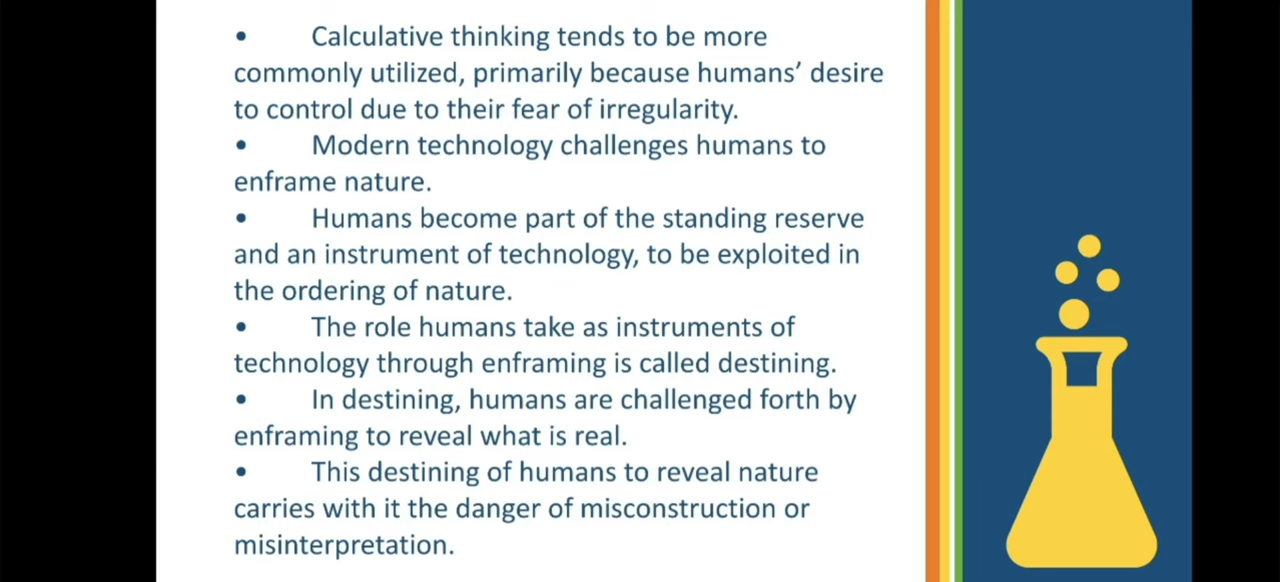 • Calculative thinking tends to be more
commonly utilized, primarily because humans’ desire
to control due to their fear of irregularity.
• Modern technology challenges humans to
enframe nature.
• Humans become part of the standing reserve
and an instrument of technology, to be exploited in
the ordering of nature.
• The role humans take as instruments of
technology through enframing is called destining.
• In destining, humans are challenged forth by
enframing to reveal what is real.
• This destining of humans to reveal nature
carries with it the danger of misconstruction or
misinterpretation.